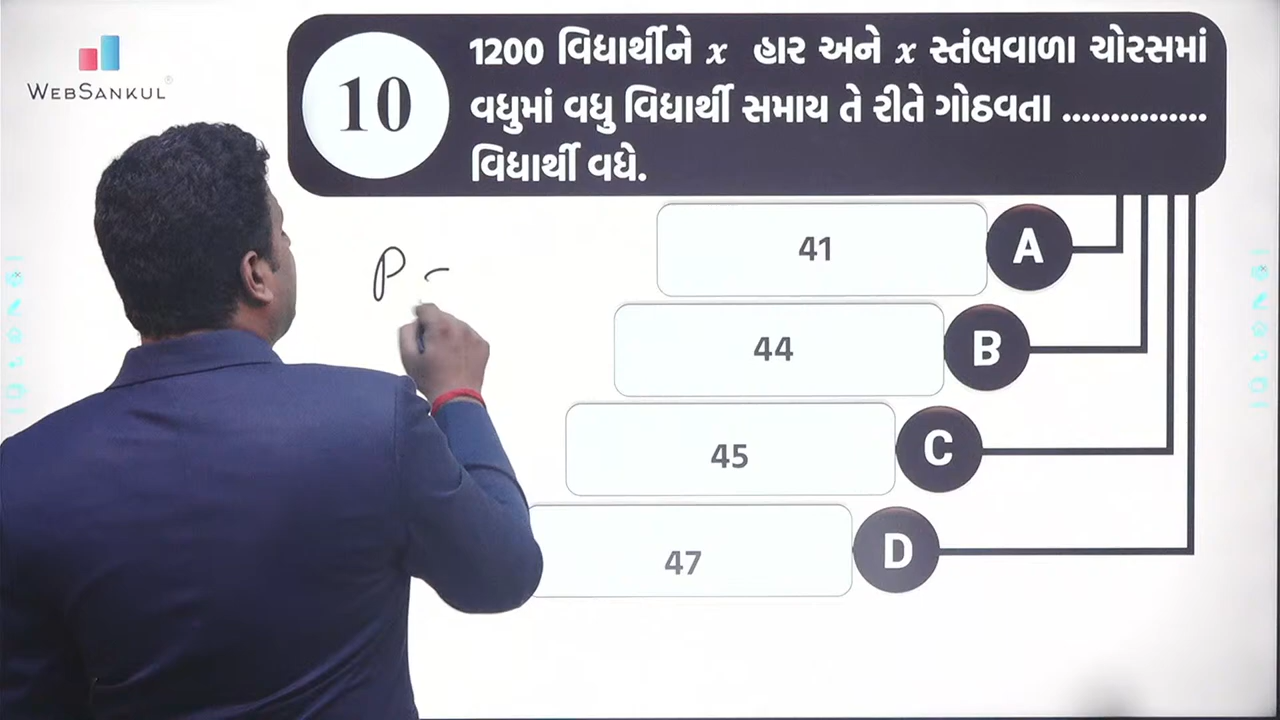 WEBSANKUL
10
1200 વિદ્યાર્થીને x હાર અને x સ્તંભવાળા ચોરસમાં
વધુમાં વધુ વિદ્યાર્થી સમાય તે રીતે ગોઠવતા ...............
વિદ્યાર્થી વધે.
41 A
44 B
45 C
47 D
P -